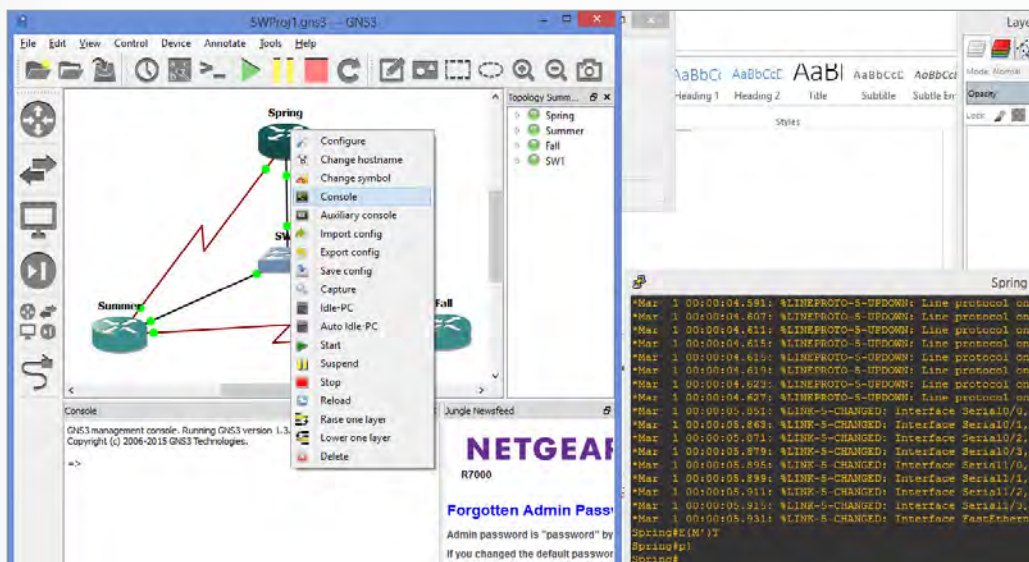 SWProj1.gns3 — GNS3
File Edit View Control Device Annotate Tools Help
Topology Summ...
Spring
Summer
Fall
SW1
Spring
SW
Summer
Fall
Configure
Change hostname
Change symbol
Console
Auxiliary console
Import config
Export config
Save config
Capture
Idle-PC
Auto Idle-PC
Start
Suspend
Stop
Reload
Raise one layer
Lower one layer
Delete
Console
GNS3 management console. Running GNS3 version 1.3.
Copyright (c) 2006-2015 GNS3 Technologies.
=>
Jungle Newsfeed
NETGEAR
R7000
Forgotten Admin Passw
Admin password is "password" by
If you changed the default passwor
AaBbCc AaBbCcE AaBl AaBbCcE AaBbCcI
Heading 1 Heading 2 Title Subtitle Subtle Em
Styles
Laye
Mode: Normal
Opacity
Lock:
Spring
*Mar 1 00:00:04.591: %LINEPROTO-5-UPDOWN: Line protocol on
*Mar 1 00:00:04.607: %LINEPROTO-5-UPDOWN: Line protocol on
*Mar 1 00:00:04.611: %LINEPROTO-5-UPDOWN: Line protocol on
*Mar 1 00:00:04.615: %LINEPROTO-5-UPDOWN: Line protocol on
*Mar 1 00:00:04.615: %LINEPROTO-5-UPDOWN: Line protocol on
*Mar 1 00:00:04.619: %LINEPROTO-5-UPDOWN: Line protocol on
*Mar 1 00:00:04.623: %LINEPROTO-5-UPDOWN: Line protocol on
*Mar 1 00:00:04.627: %LINEPROTO-5-UPDOWN: Line protocol on
*Mar 1 00:00:05.851: %LINK-5-CHANGED: Interface Serial0/0,
*Mar 1 00:00:05.863: %LINK-5-CHANGED: Interface Serial0/1,
*Mar 1 00:00:05.871: %LINK-5-CHANGED: Interface Serial0/2,
*Mar 1 00:00:05.879: %LINK-5-CHANGED: Interface Serial0/3,
*Mar 1 00:00:05.895: %LINK-5-CHANGED: Interface Serial1/0,
*Mar 1 00:00:05.899: %LINK-5-CHANGED: Interface Serial1/1,
*Mar 1 00:00:05.911: %LINK-5-CHANGED: Interface Serial1/2,
*Mar 1 00:00:05.915: %LINK-5-CHANGED: Interface Serial1/3,
*Mar 1 00:00:05.931: %LINK-5-CHANGED: Interface FastEthern
Spring#E(M')T
Spring#p)
Spring#